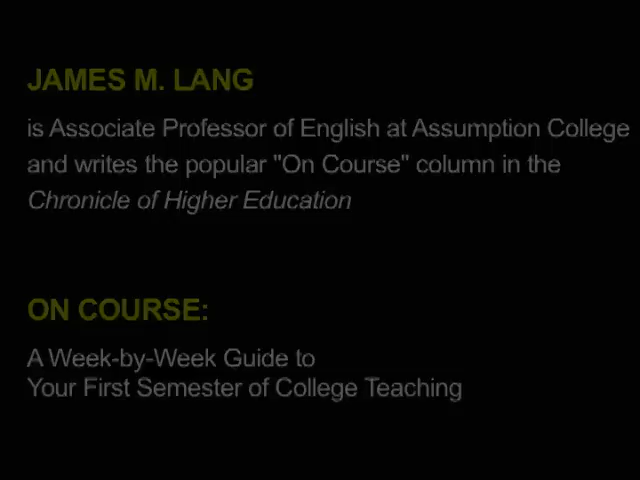 JAMES M. LANG
is Associate Professor of English at Assumption College
and writes the popular "On Course" column in the
Chronicle of Higher Education
ON COURSE:
A Week-by-Week Guide to
Your First Semester of College Teaching